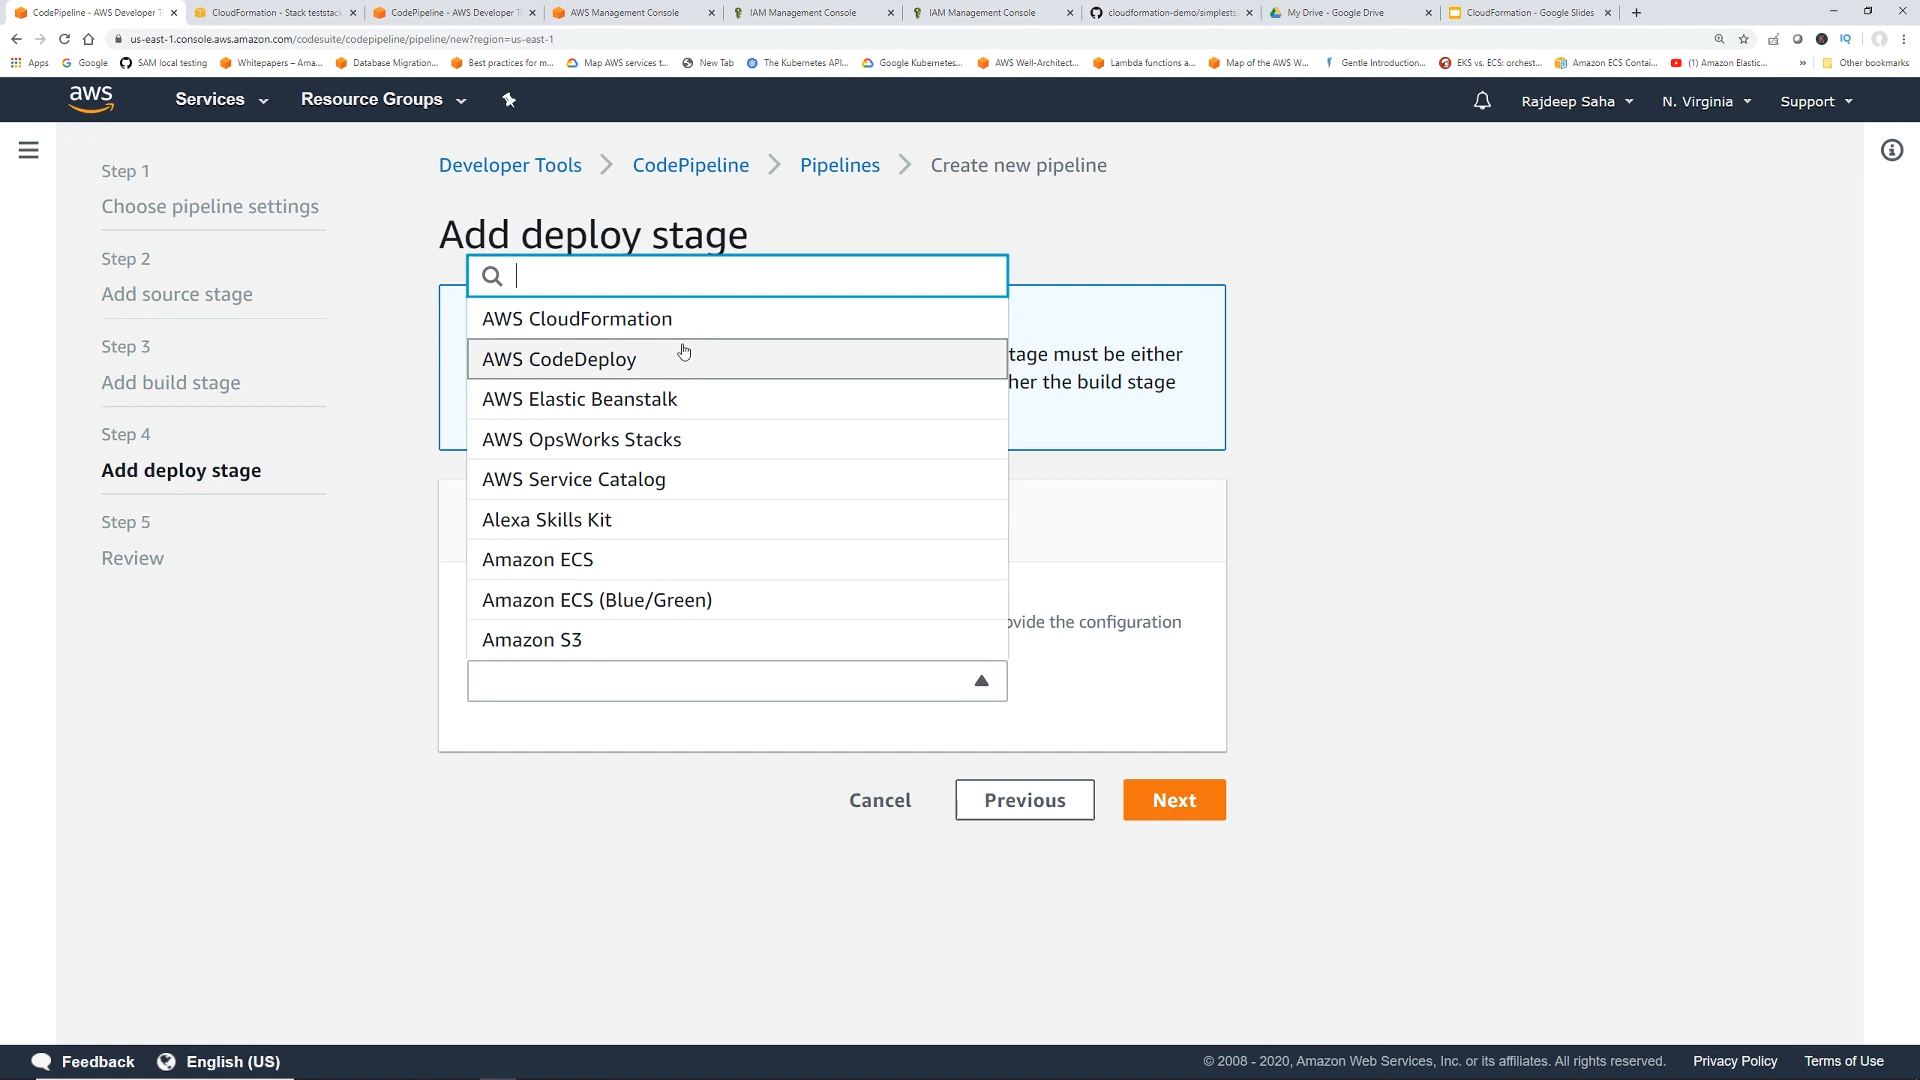 CodePipeline - AWS Developer T
CloudFormation - Stack teststack
CodePipeline - AWS Developer T
AWS Management Console
IAM Management Console
IAM Management Console
cloudformation-demo/simplests
My Drive - Google Drive
CloudFormation - Google Slides
us-east-1.console.aws.amazon.com/codesuite/codepipeline/pipeline/new?region=us-east-1
Apps
Google
SAM local testing
Whitepapers – Ama...
Database Migration...
Best practices for m...
Map AWS services t...
New Tab
The Kubernetes API...
Google Kubernetes...
AWS Well-Architect...
Lambda functions a...
Map of the AWS W...
Gentle Introduction...
EKS vs. ECS: orchest...
Amazon ECS Contai...
(1) Amazon Elastic...
»
Other bookmarks
aws
Services
Resource Groups
Rajdeep Saha
N. Virginia
Support
Step 1
Choose pipeline settings
Step 2
Add source stage
Step 3
Add build stage
Step 4
Add deploy stage
Step 5
Review
Developer Tools
CodePipeline
Pipelines
Create new pipeline
Add deploy stage
AWS CloudFormation
AWS CodeDeploy
AWS Elastic Beanstalk
AWS OpsWorks Stacks
AWS Service Catalog
Alexa Skills Kit
Amazon ECS
Amazon ECS (Blue/Green)
Amazon S3
tage must be either
her the build stage
ovide the configuration
Cancel
Previous
Next
Feedback
English (US)
© 2008 - 2020, Amazon Web Services, Inc. or its affiliates. All rights reserved.
Privacy Policy
Terms of Use